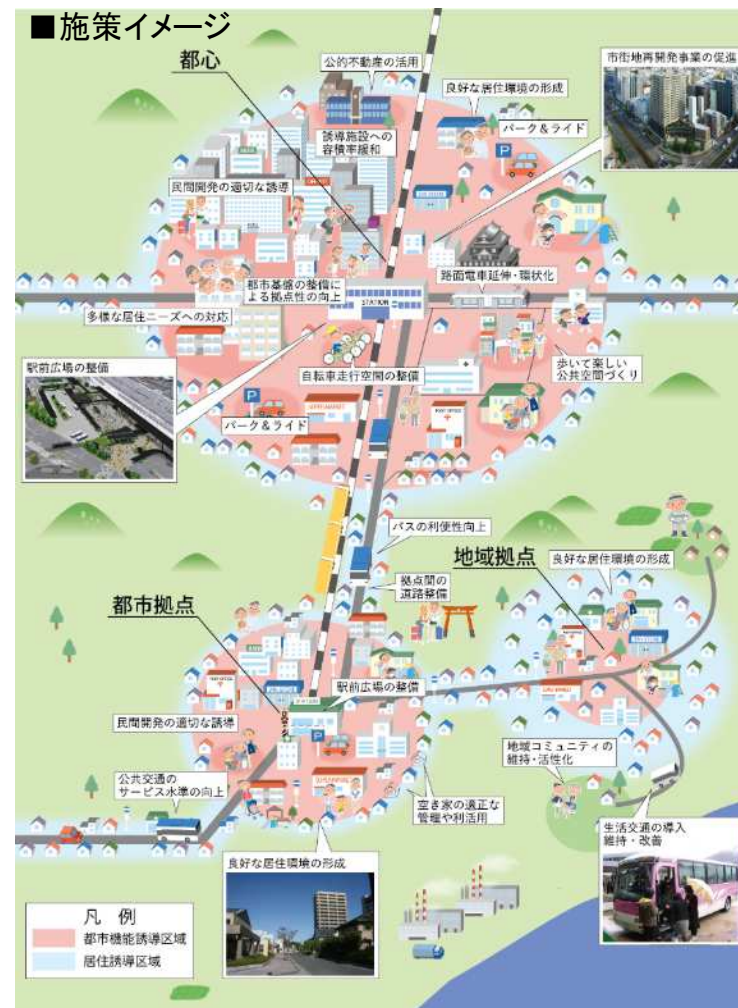 ■施策イメージ
都心
公的不動産の活用
良好な居住環境の形成
市街地再開発事業の促進
パーク＆ライド
P
誘導施設への
容積率緩和
民間開発の適切な誘導
路面電車延伸・環状化
都市基盤の整備
による拠点性の向上
STATION
多様な居住ニーズへの対応
駅前広場の整備
自転車走行空間の整備
歩いて楽しい
公共空間づくり
P
パーク＆ライド
SUPER MARKET
POST OFFICE
バスの利便性向上
拠点間の
道路整備
地域拠点
良好な居住環境の形成
都市拠点
駅前広場の整備
P
民間開発の適切な誘導
地域コミュニティの
維持・活性化
公共交通の
サービス水準の向上
空き家の適正な
管理や利活用
生活交通の導入
維持・改善
良好な居住環境の形成
凡 例
都市機能誘導区域
居住誘導区域